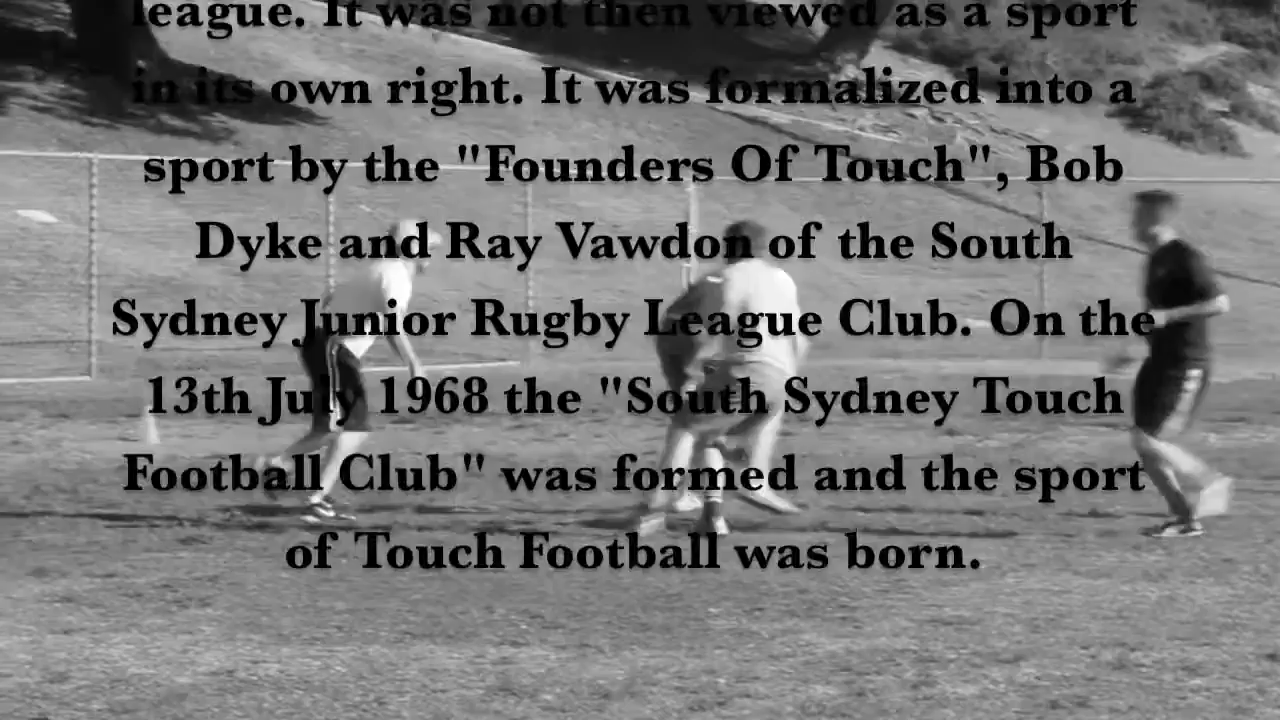 league. It was not then viewed as a sport
in its own right. It was formalized into a
sport by the "Founders Of Touch", Bob
Dyke and Ray Vawdon of the South
Sydney Junior Rugby League Club. On the
13th July 1968 the "South Sydney Touch
Football Club" was formed and the sport
of Touch Football was born.